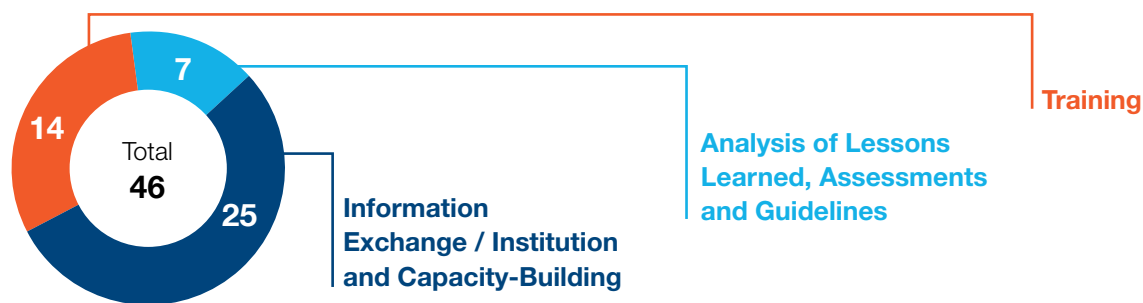 7
14
Total
46
25
Training
Analysis of Lessons
Learned, Assessments
and Guidelines
Information
Exchange / Institution
and Capacity-Building